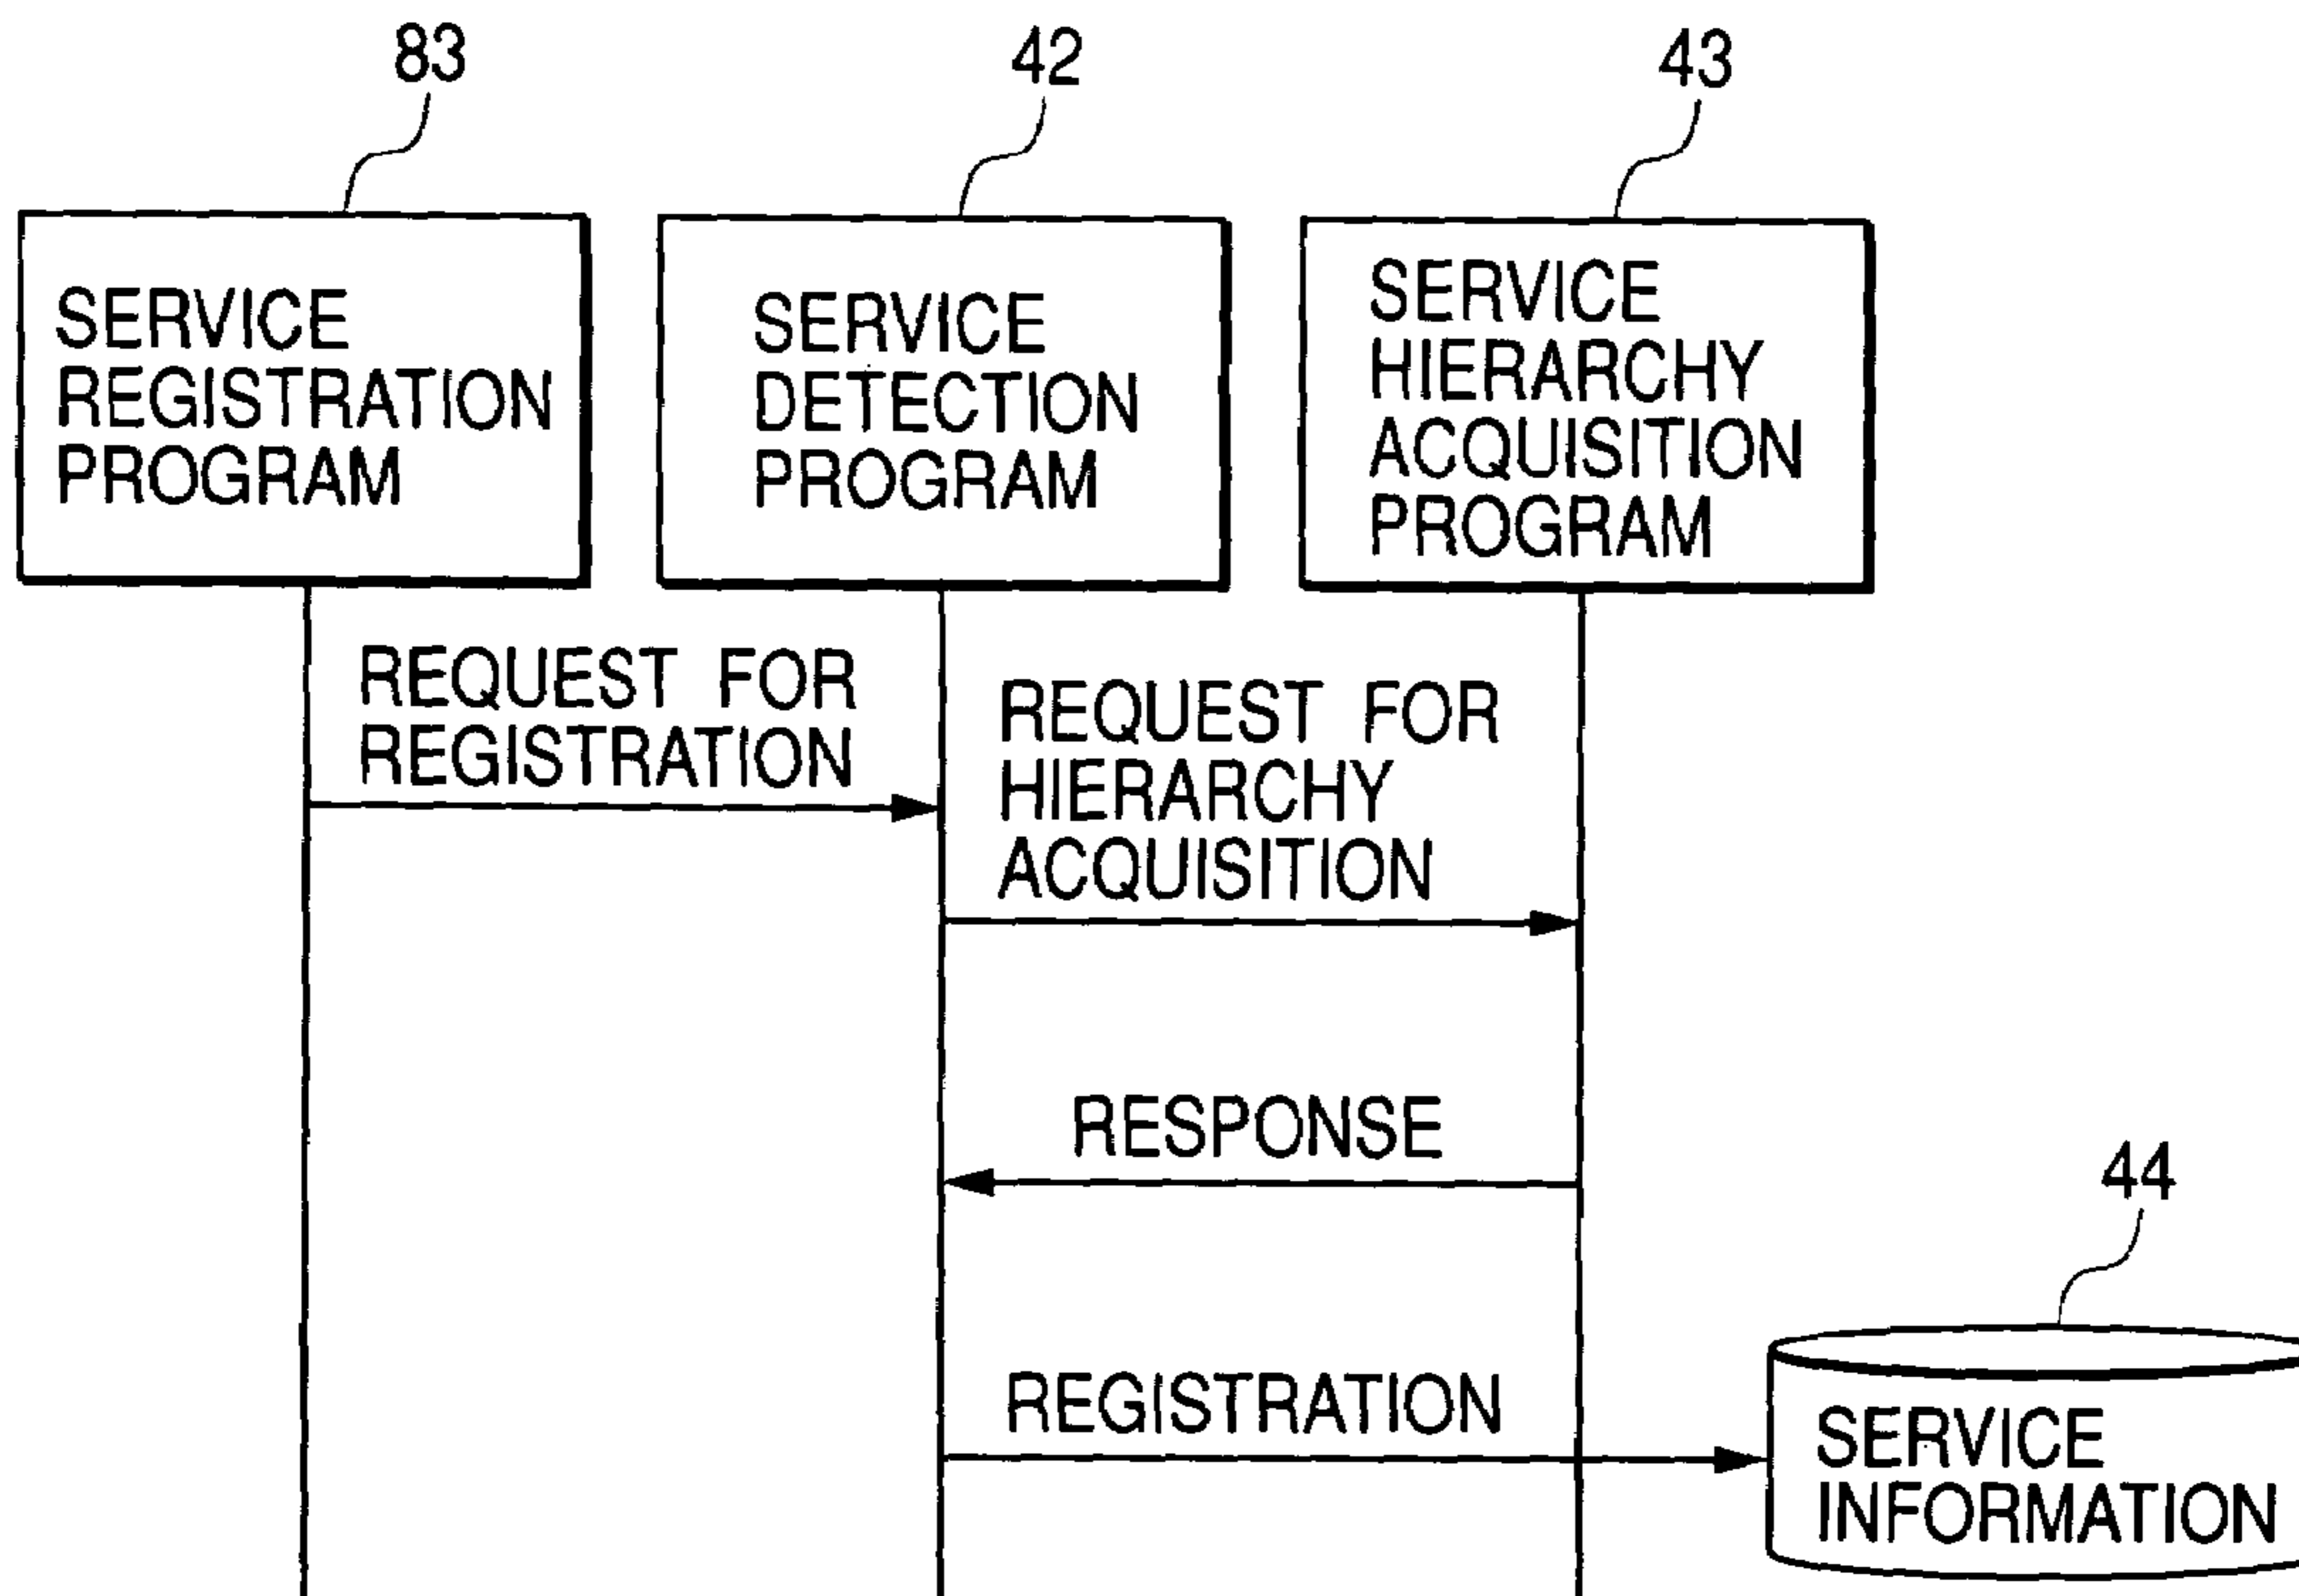 83
42
43
SERVICE
REGISTRATION
PROGRAM
SERVICE
DETECTION
PROGRAM
SERVICE
HIERARCHY
ACQUISITION
PROGRAM
REQUEST FOR
REGISTRATION
REQUEST FOR
HIERARCHY
ACQUISITION
RESPONSE
44
REGISTRATION
SERVICE
INFORMATION